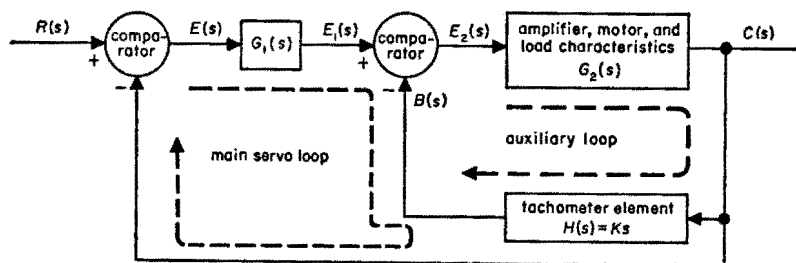 R(s)
+
−
compa-
rator
E(s)
G₁(s)
E₁(s)
+
−
compa-
rator
E₂(s)
amplifier, motor, and
load characteristics
G₂(s)
C(s)
B(s)
main servo loop
auxiliary loop
tachometer element
H(s)=Ks